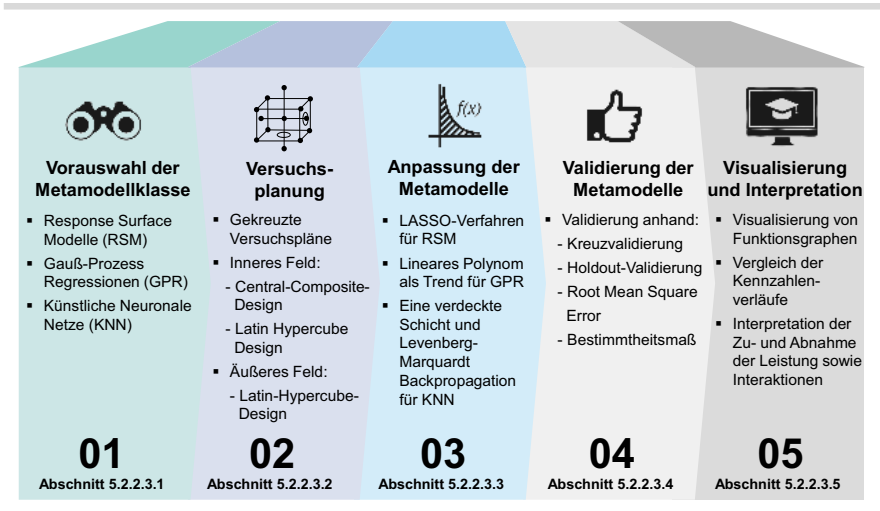 Vorauswahl der
Metamodellklasse
▪ Response Surface
Modelle (RSM)
▪ Gauß-Prozess
Regressionen (GPR)
▪ Künstliche Neuronale
Netze (KNN)
01
Abschnitt 5.2.2.3.1
Versuchs-
planung
▪ Gekreuzte
Versuchspläne
▪ Inneres Feld:
- Central-Composite-
Design
- Latin Hypercube
Design
▪ Äußeres Feld:
- Latin-Hypercube-
Design
02
Abschnitt 5.2.2.3.2
f(x)
Anpassung der
Metamodelle
▪ LASSO-Verfahren
für RSM
▪ Lineares Polynom
als Trend für GPR
▪ Eine verdeckte
Schicht und
Levenberg-
Marquardt
Backpropagation
für KNN
03
Abschnitt 5.2.2.3.3
Validierung der
Metamodelle
▪ Validierung anhand:
- Kreuzvalidierung
- Holdout-Validierung
- Root Mean Square
Error
- Bestimmtheitsmaß
04
Abschnitt 5.2.2.3.4
Visualisierung
und Interpretation
▪ Visualisierung von
Funktionsgraphen
▪ Vergleich der
Kennzahlen-
verläufe
▪ Interpretation der
Zu- und Abnahme
der Leistung sowie
Interaktionen
05
Abschnitt 5.2.2.3.5